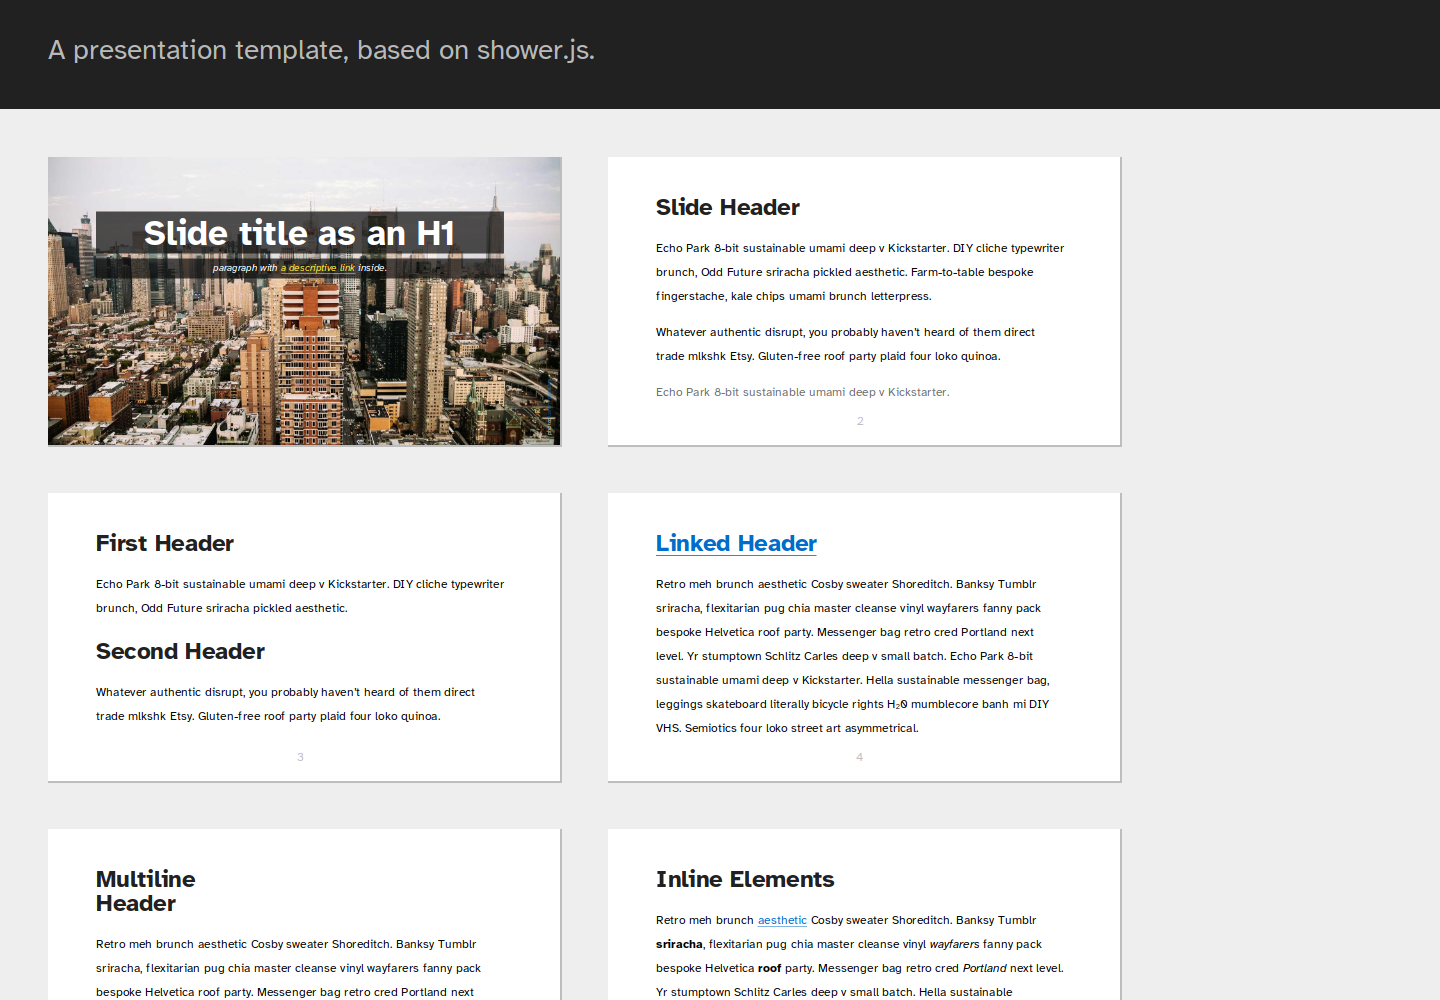 A presentation template, based on shower.js.
Slide title as an H1
paragraph with a descriptive link inside.
Slide Header
Echo Park 8-bit sustainable umami deep v Kickstarter. DIY cliche typewriter
brunch, Odd Future sriracha pickled aesthetic. Farm-to-table bespoke
fingerstache, kale chips umami brunch letterpress.
Whatever authentic disrupt, you probably haven't heard of them direct
trade mlkshk Etsy. Gluten-free roof party plaid four loko quinoa.
Echo Park 8-bit sustainable umami deep v Kickstarter.
2
First Header
Echo Park 8-bit sustainable umami deep v Kickstarter. DIY cliche typewriter
brunch, Odd Future sriracha pickled aesthetic.
Second Header
Whatever authentic disrupt, you probably haven't heard of them direct
trade mlkshk Etsy. Gluten-free roof party plaid four loko quinoa.
3
Linked Header
Retro meh brunch aesthetic Cosby sweater Shoreditch. Banksy Tumblr
sriracha, flexitarian pug chia master cleanse vinyl wayfarers fanny pack
bespoke Helvetica roof party. Messenger bag retro cred Portland next
level. Yr stumptown Schlitz Carles deep v small batch. Echo Park 8-bit
sustainable umami deep v Kickstarter. Hella sustainable messenger bag,
leggings skateboard literally bicycle rights H₂0 mumblecore banh mi DIY
VHS. Semiotics four loko street art asymmetrical.
4
Multiline
Header
Retro meh brunch aesthetic Cosby sweater Shoreditch. Banksy Tumblr
sriracha, flexitarian pug chia master cleanse vinyl wayfarers fanny pack
bespoke Helvetica roof party. Messenger bag retro cred Portland next
Inline Elements
Retro meh brunch aesthetic Cosby sweater Shoreditch. Banksy Tumblr
sriracha, flexitarian pug chia master cleanse vinyl wayfarers fanny pack
bespoke Helvetica roof party. Messenger bag retro cred Portland next level.
Yr stumptown Schlitz Carles deep v small batch. Hella sustainable